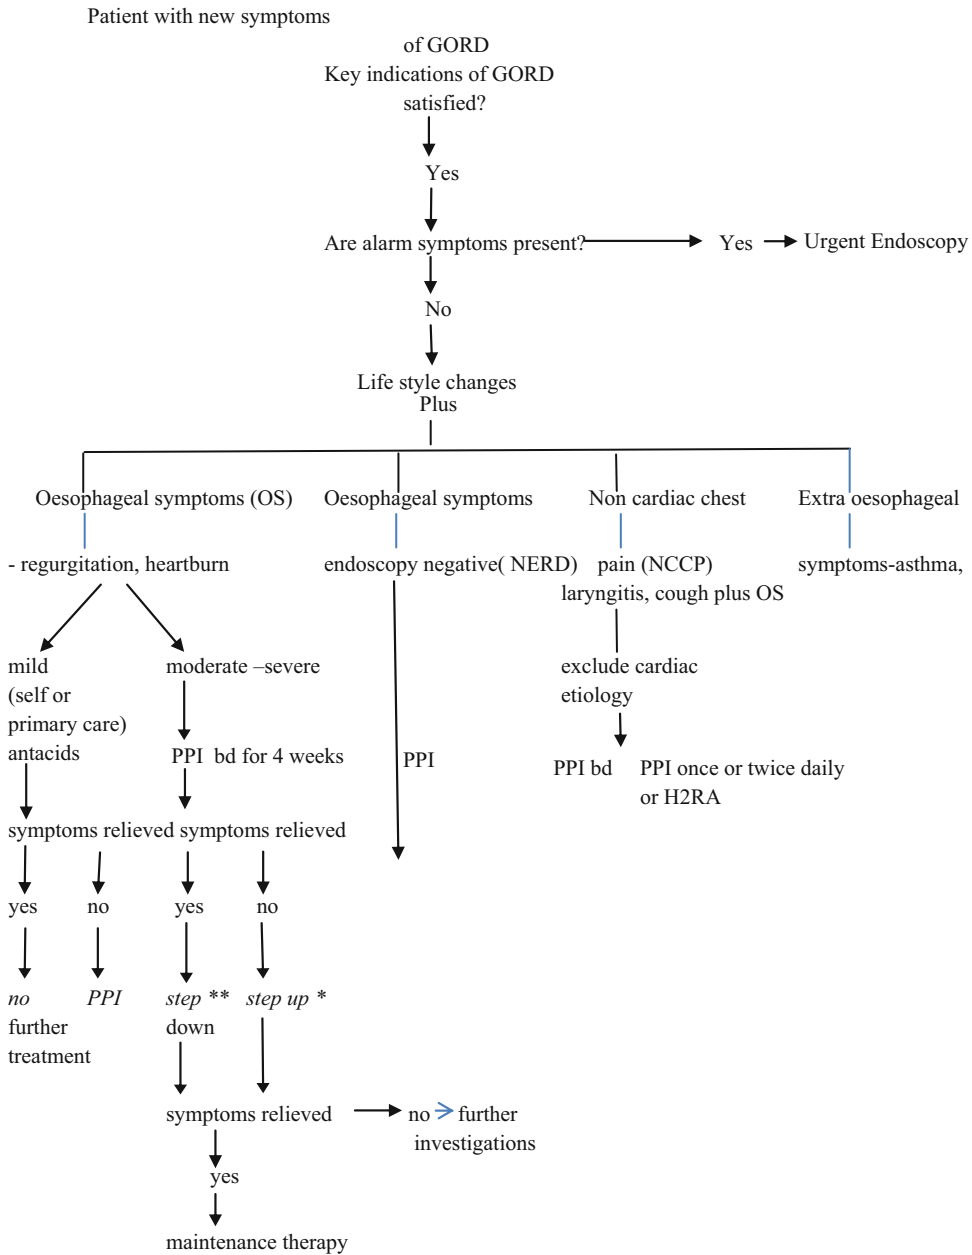 Patient with new symptoms
of GORD
Key indications of GORD
satisfied?
Yes
Are alarm symptoms present? Yes Urgent Endoscopy
No
Life style changes
Plus
Oesophageal symptoms (OS) Oesophageal symptoms Non cardiac chest Extra oesophageal
- regurgitation, heartburn endoscopy negative( NERD) pain (NCCP) symptoms-asthma,
laryngitis, cough plus OS
mild moderate –severe exclude cardiac
(self or etiology
primary care)
antacids PPI bd for 4 weeks PPI PPI bd PPI once or twice daily
or H2RA
symptoms relieved symptoms relieved
yes no yes no
no PPI step ** step up *
further down
treatment
symptoms relieved no further
investigations
yes
maintenance therapy